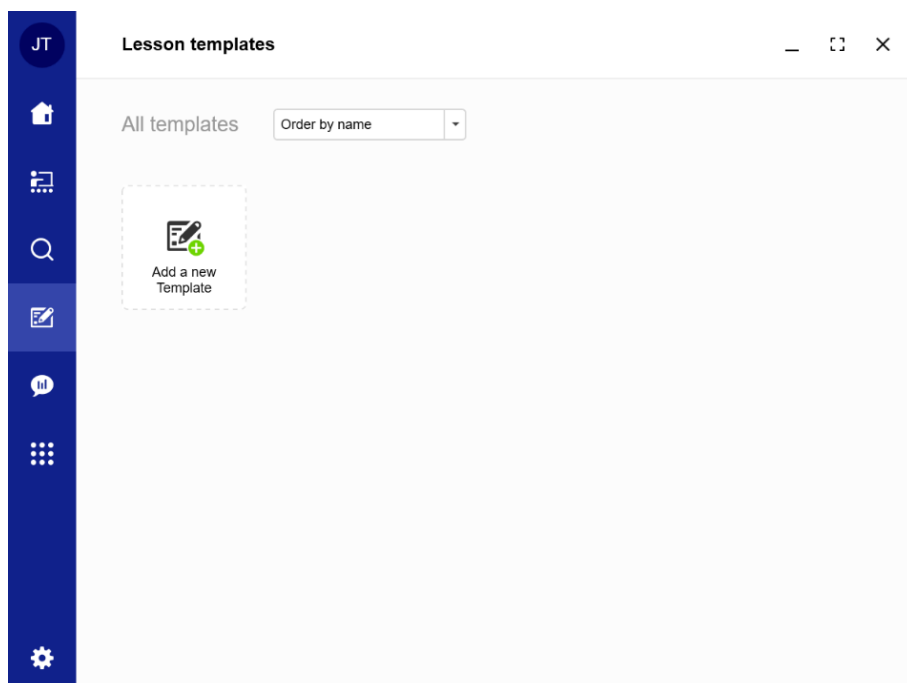 JT
Lesson templates
All templates
Order by name
Add a new
Template